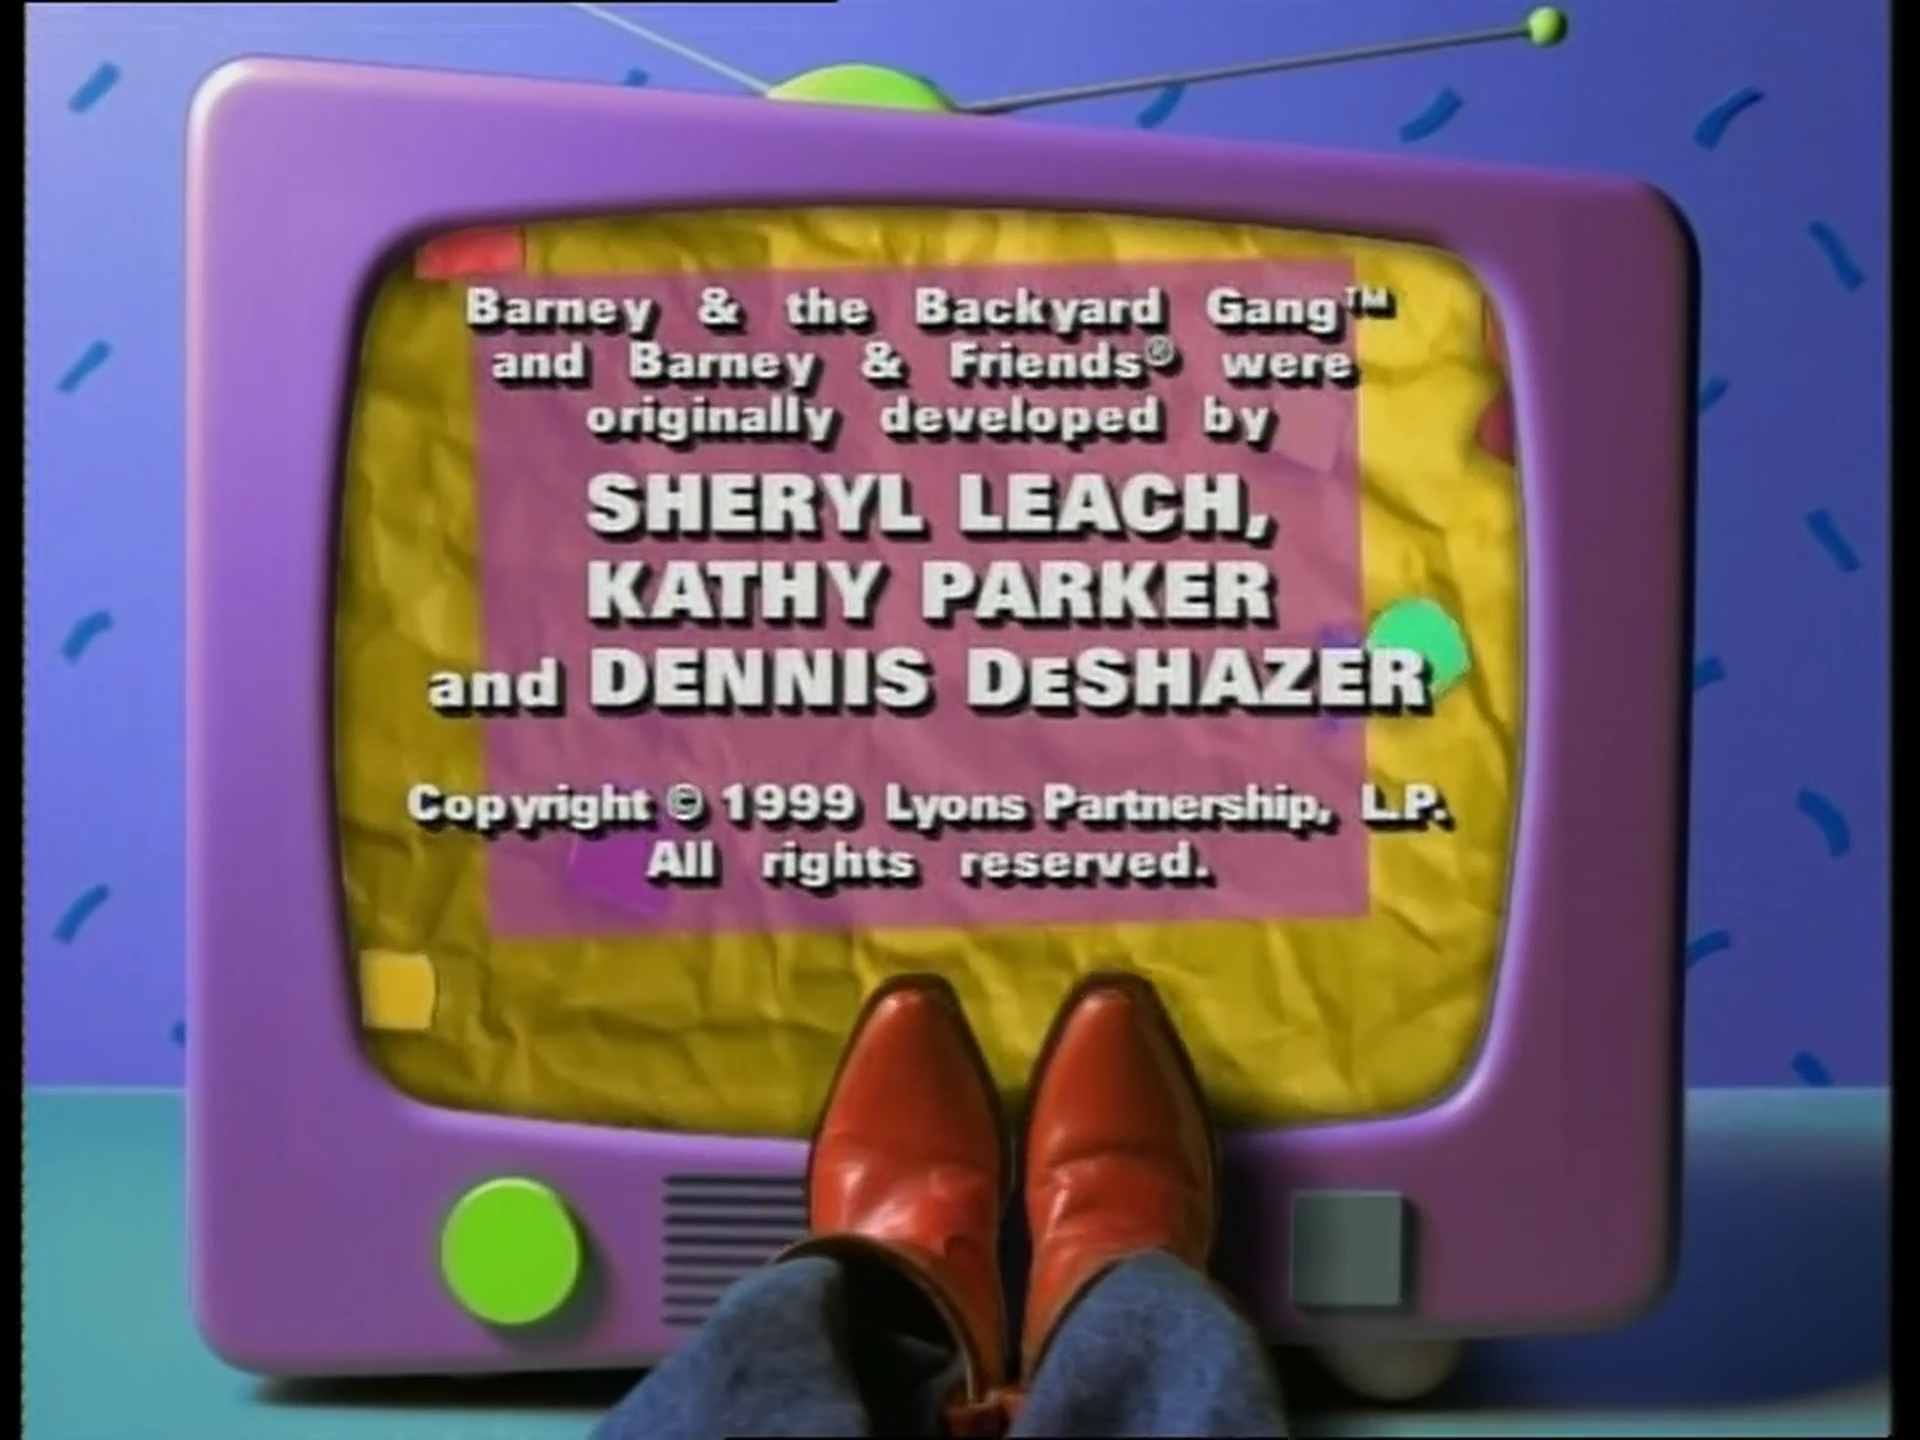 Barney & the Backyard Gang™
and Barney & Friends® were
originally developed by
SHERYL LEACH,
KATHY PARKER
and DENNIS DeSHAZER
Copyright © 1999 Lyons Partnership, L.P.
All rights reserved.